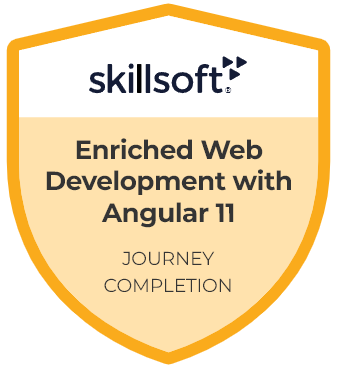 skillsoft®
Enriched Web
Development with
Angular 11
JOURNEY
COMPLETION